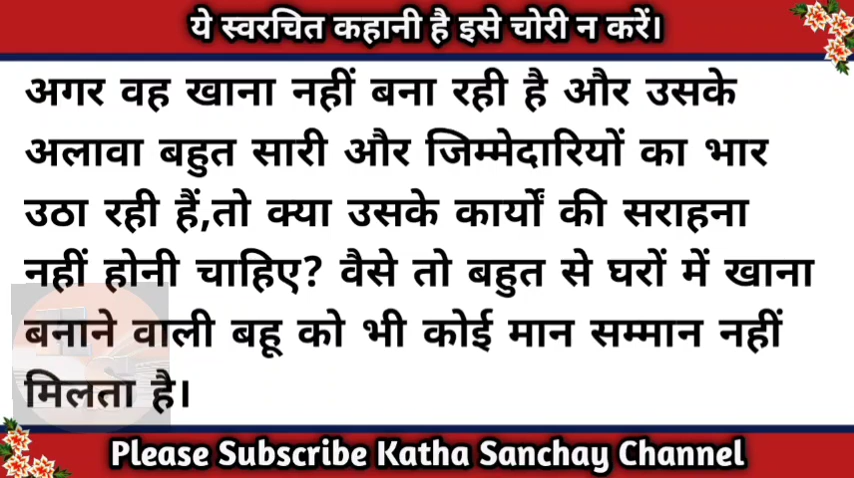 ये स्वरचित कहानी है इसे चोरी न करें।
अगर वह खाना नहीं बना रही है और उसके
अलावा बहुत सारी और जिम्मेदारियों का भार
उठा रही हैं,तो क्या उसके कार्यों की सराहना
नहीं होनी चाहिए? वैसे तो बहुत से घरों में खाना
बनाने वाली बहू को भी कोई मान सम्मान नहीं
मिलता है।
Please Subscribe Katha Sanchay Channel